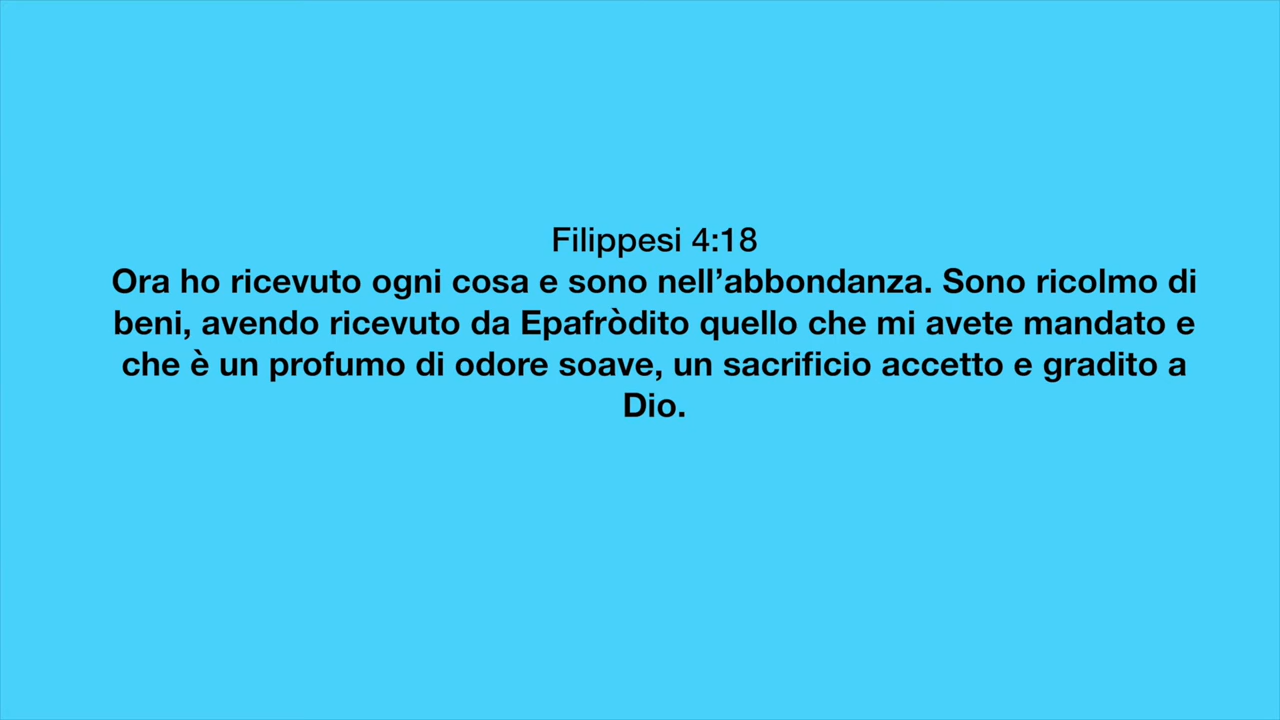 Filippesi 4:18
Ora ho ricevuto ogni cosa e sono nell’abbondanza. Sono ricolmo di
beni, avendo ricevuto da Epafròdito quello che mi avete mandato e
che è un profumo di odore soave, un sacrificio accetto e gradito a
Dio.